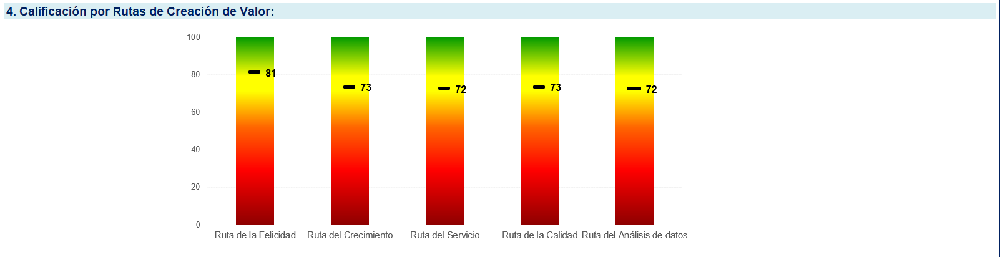 4. Calificación por Rutas de Creación de Valor:
100
80
60
40
20
0
81
73
72
73
72
Ruta de la Felicidad
Ruta del Crecimiento
Ruta del Servicio
Ruta de la Calidad
Ruta del Análisis de datos